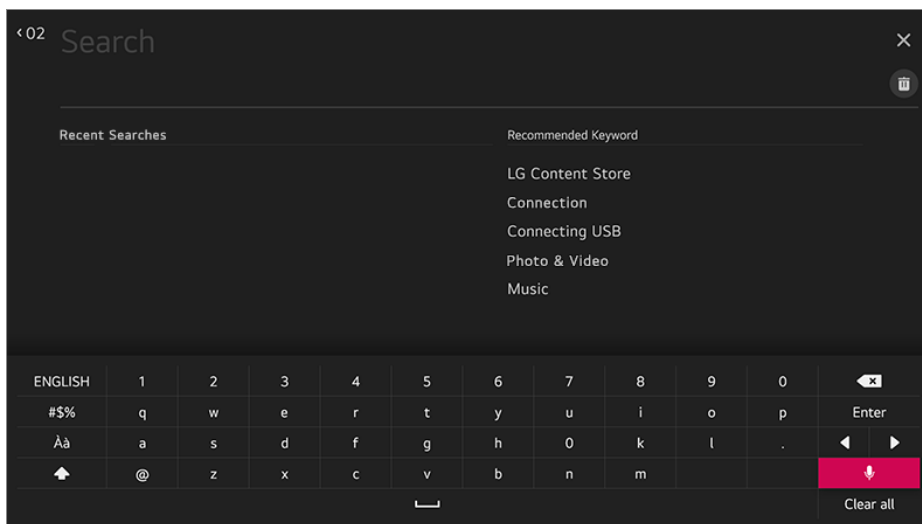 ‹02 Search
Recent Searches
Recommended Keyword
LG Content Store
Connection
Connecting USB
Photo & Video
Music
ENGLISH 1 2 3 4 5 6 7 8 9 0
#$% q w e r t y u i o p Enter
Àà a s d f g h 0 k l .
@ z x c v b n m
Clear all